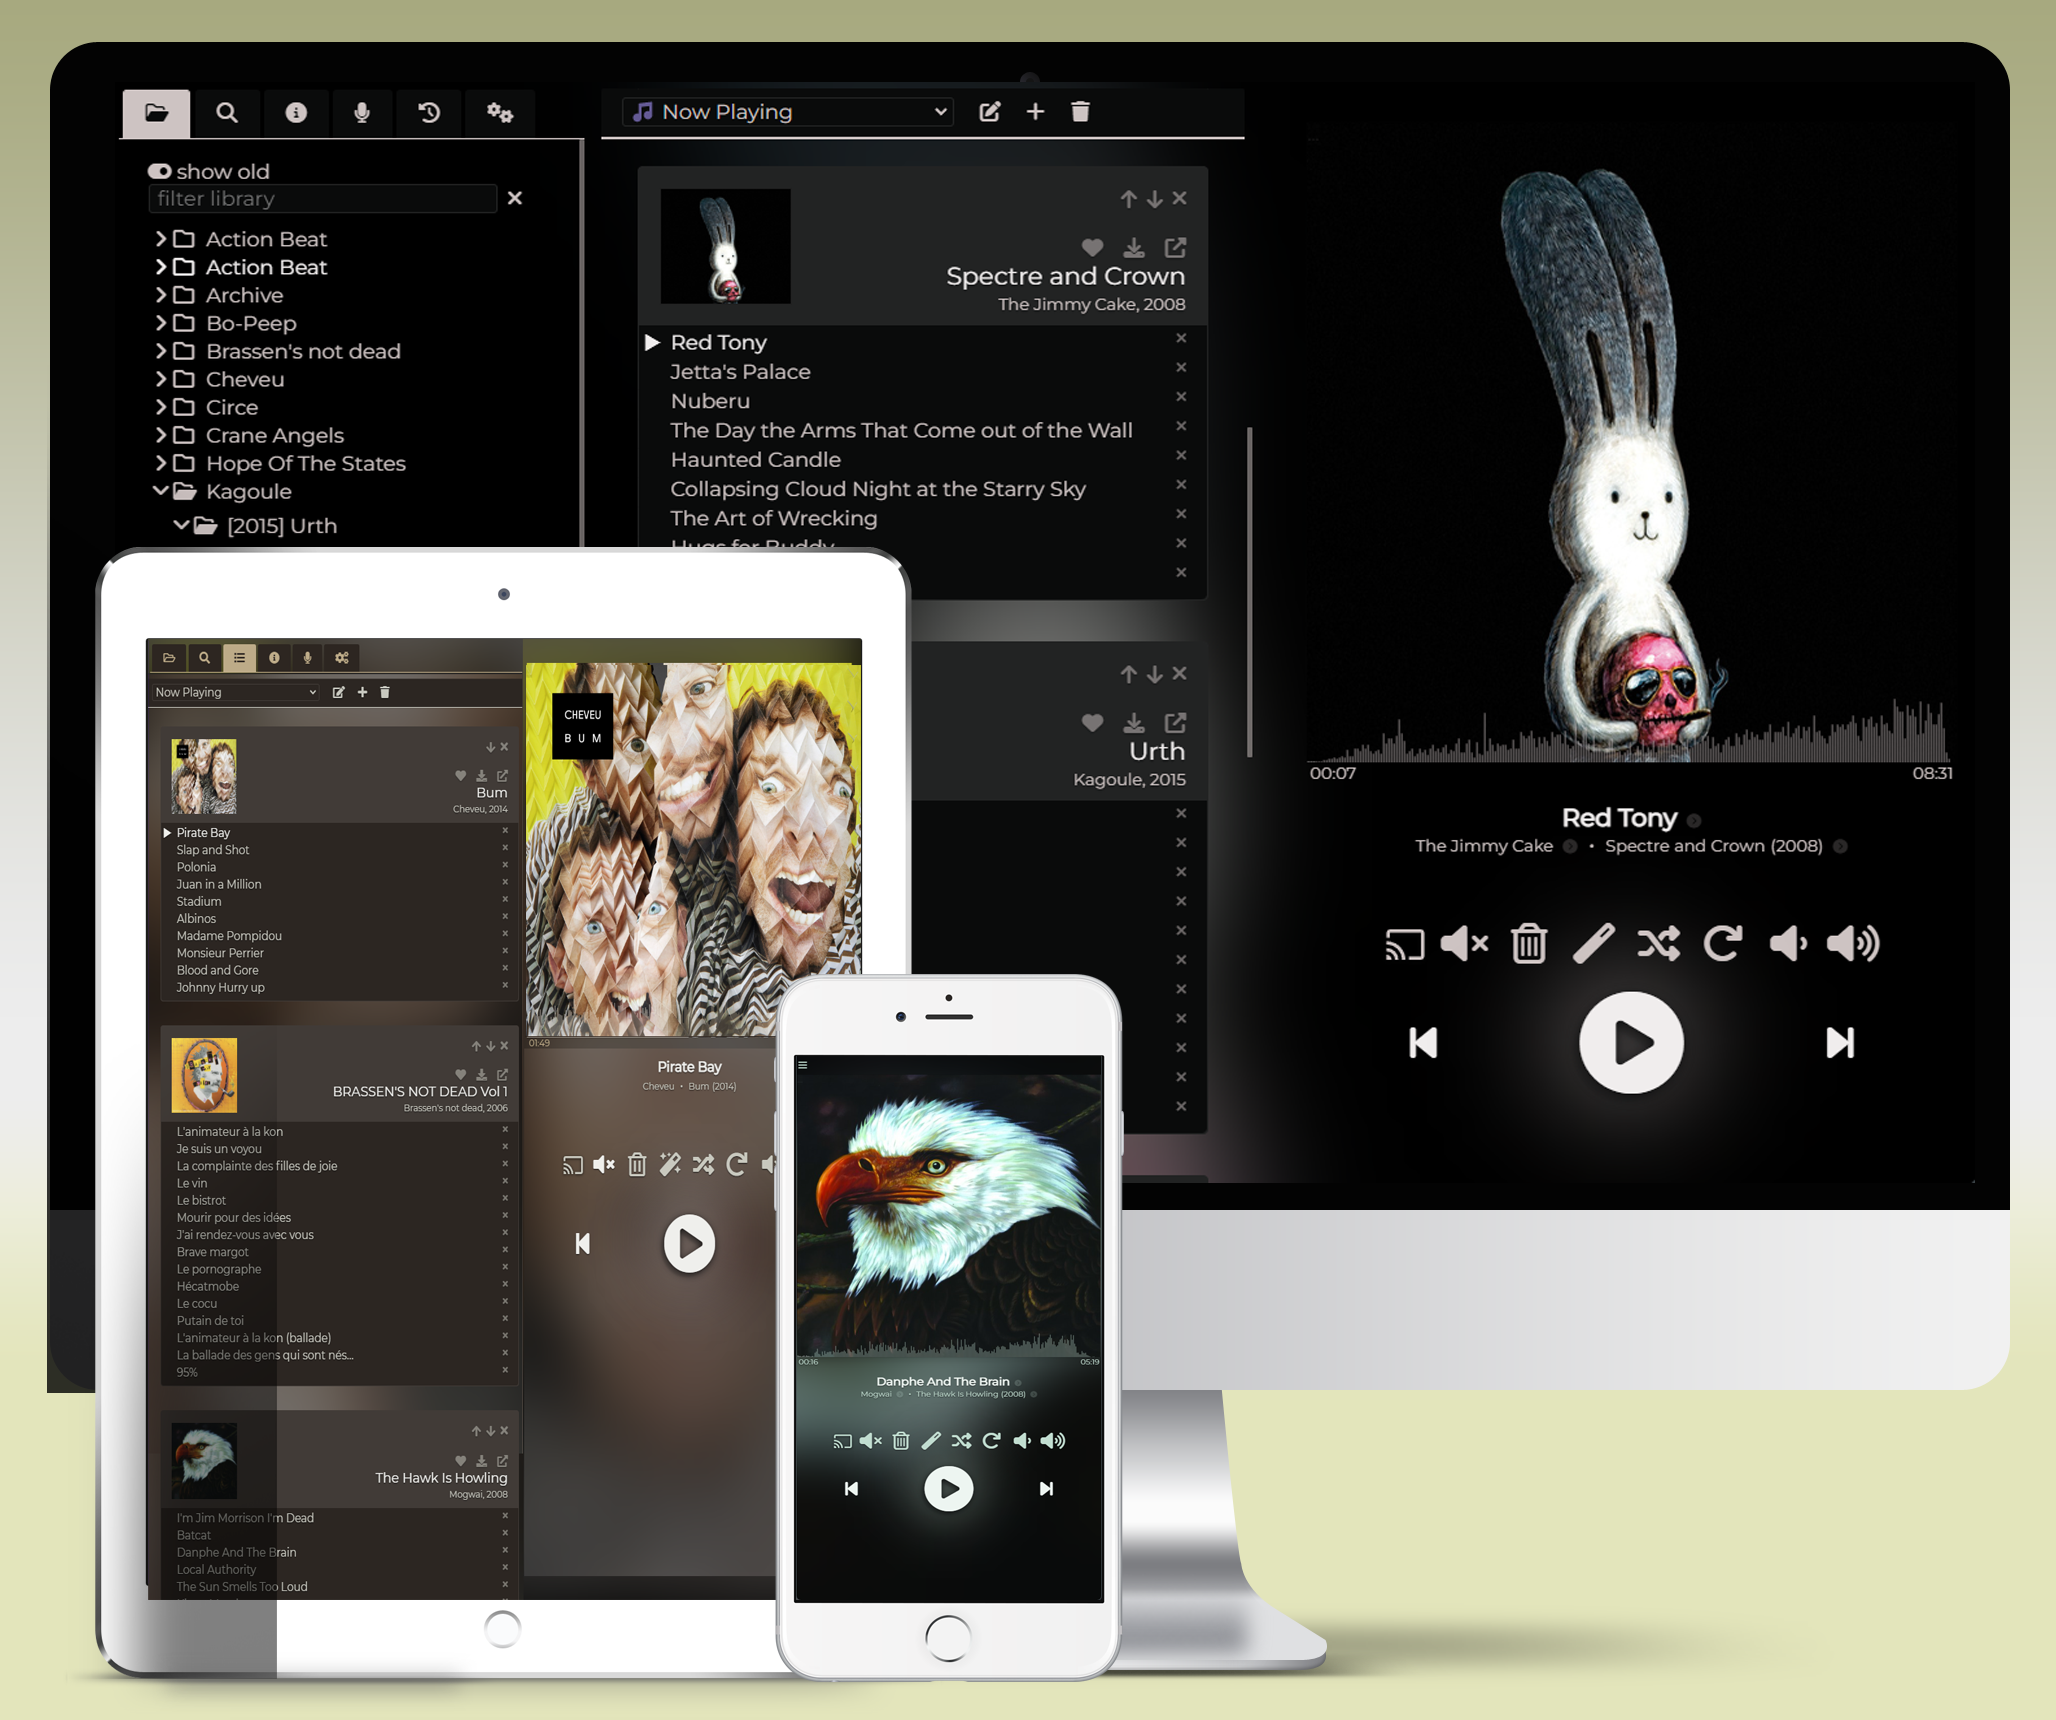 Now Playing
show old
filter library
Action Beat
Action Beat
Archive
Bo-Peep
Brassen's not dead
Cheveu
Circe
Crane Angels
Hope Of The States
Kagoule
[2015] Urth
Spectre and Crown
The Jimmy Cake, 2008
Red Tony
Jetta's Palace
Nuberu
The Day the Arms That Come out of the Wall
Haunted Candle
Collapsing Cloud Night at the Starry Sky
The Art of Wrecking
Hugs for Buddy
Urth
Kagoule, 2015
00:07 08:31
Red Tony
The Jimmy Cake • Spectre and Crown (2008)
Now Playing
Bum
Cheveu, 2014
Pirate Bay
Slap and Shot
Polonia
Juan in a Million
Stadium
Albinos
Madame Pompidou
Monsieur Perrier
Blood and Gore
Johnny Hurry up
BRASSEN'S NOT DEAD Vol 1
Brassen's not dead, 2006
L'animateur à la kon
Je suis un voyou
La complainte des filles de joie
Le vin
Le bistrot
Mourir pour des idées
J'ai rendez-vous avec vous
Brave margot
Le pornographe
Hécatmobe
Le cocu
Putain de toi
L'animateur à la kon (ballade)
La ballade des gens qui sont nés...
95%
The Hawk Is Howling
Mogwai, 2008
I'm Jim Morrison I'm Dead
Batcat
Danphe And The Brain
Local Authority
The Sun Smells Too Loud
CHEVEU
BUM
01:49
Pirate Bay
Cheveu • Bum (2014)
00:16 05:19
Danphe And The Brain
Mogwai • The Hawk Is Howling (2008)